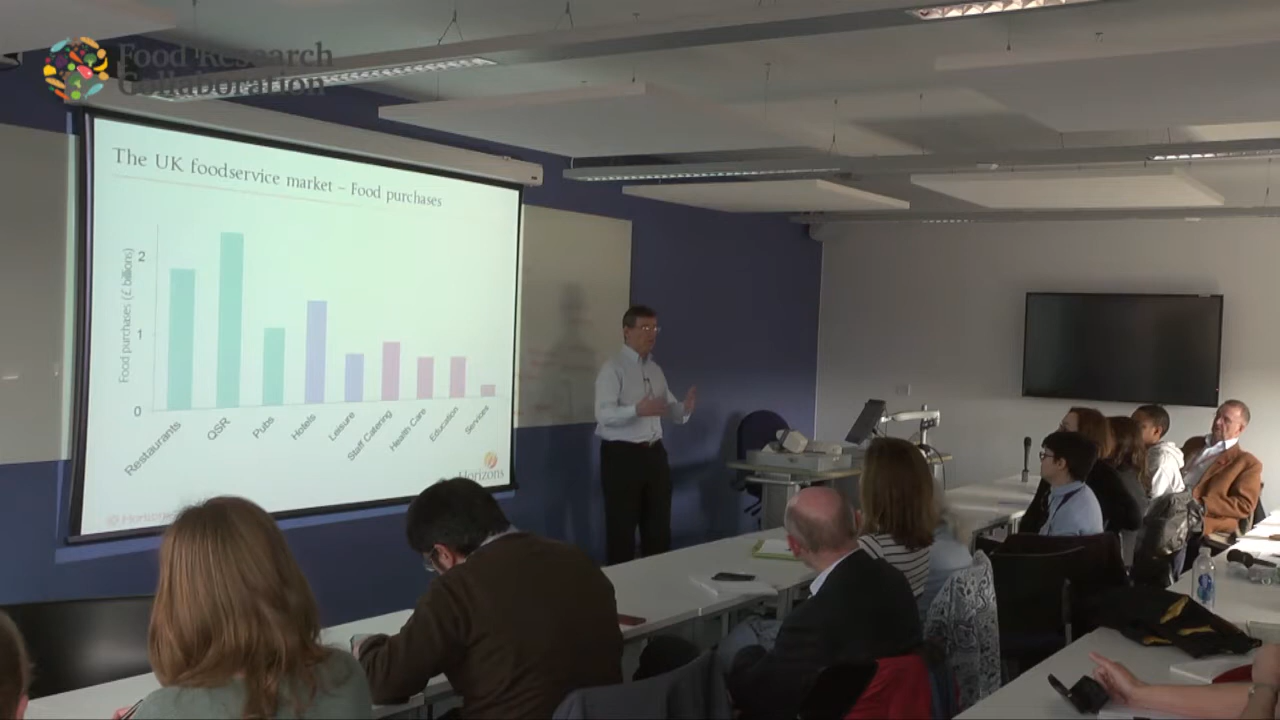 Food Research
Collaboration
The UK foodservice market – Food purchases
Food purchases (£ billions)
2
1
0
Restaurants
QSR
Pubs
Hotels
Leisure
Staff Catering
Health Care
Education
Services
Horizons